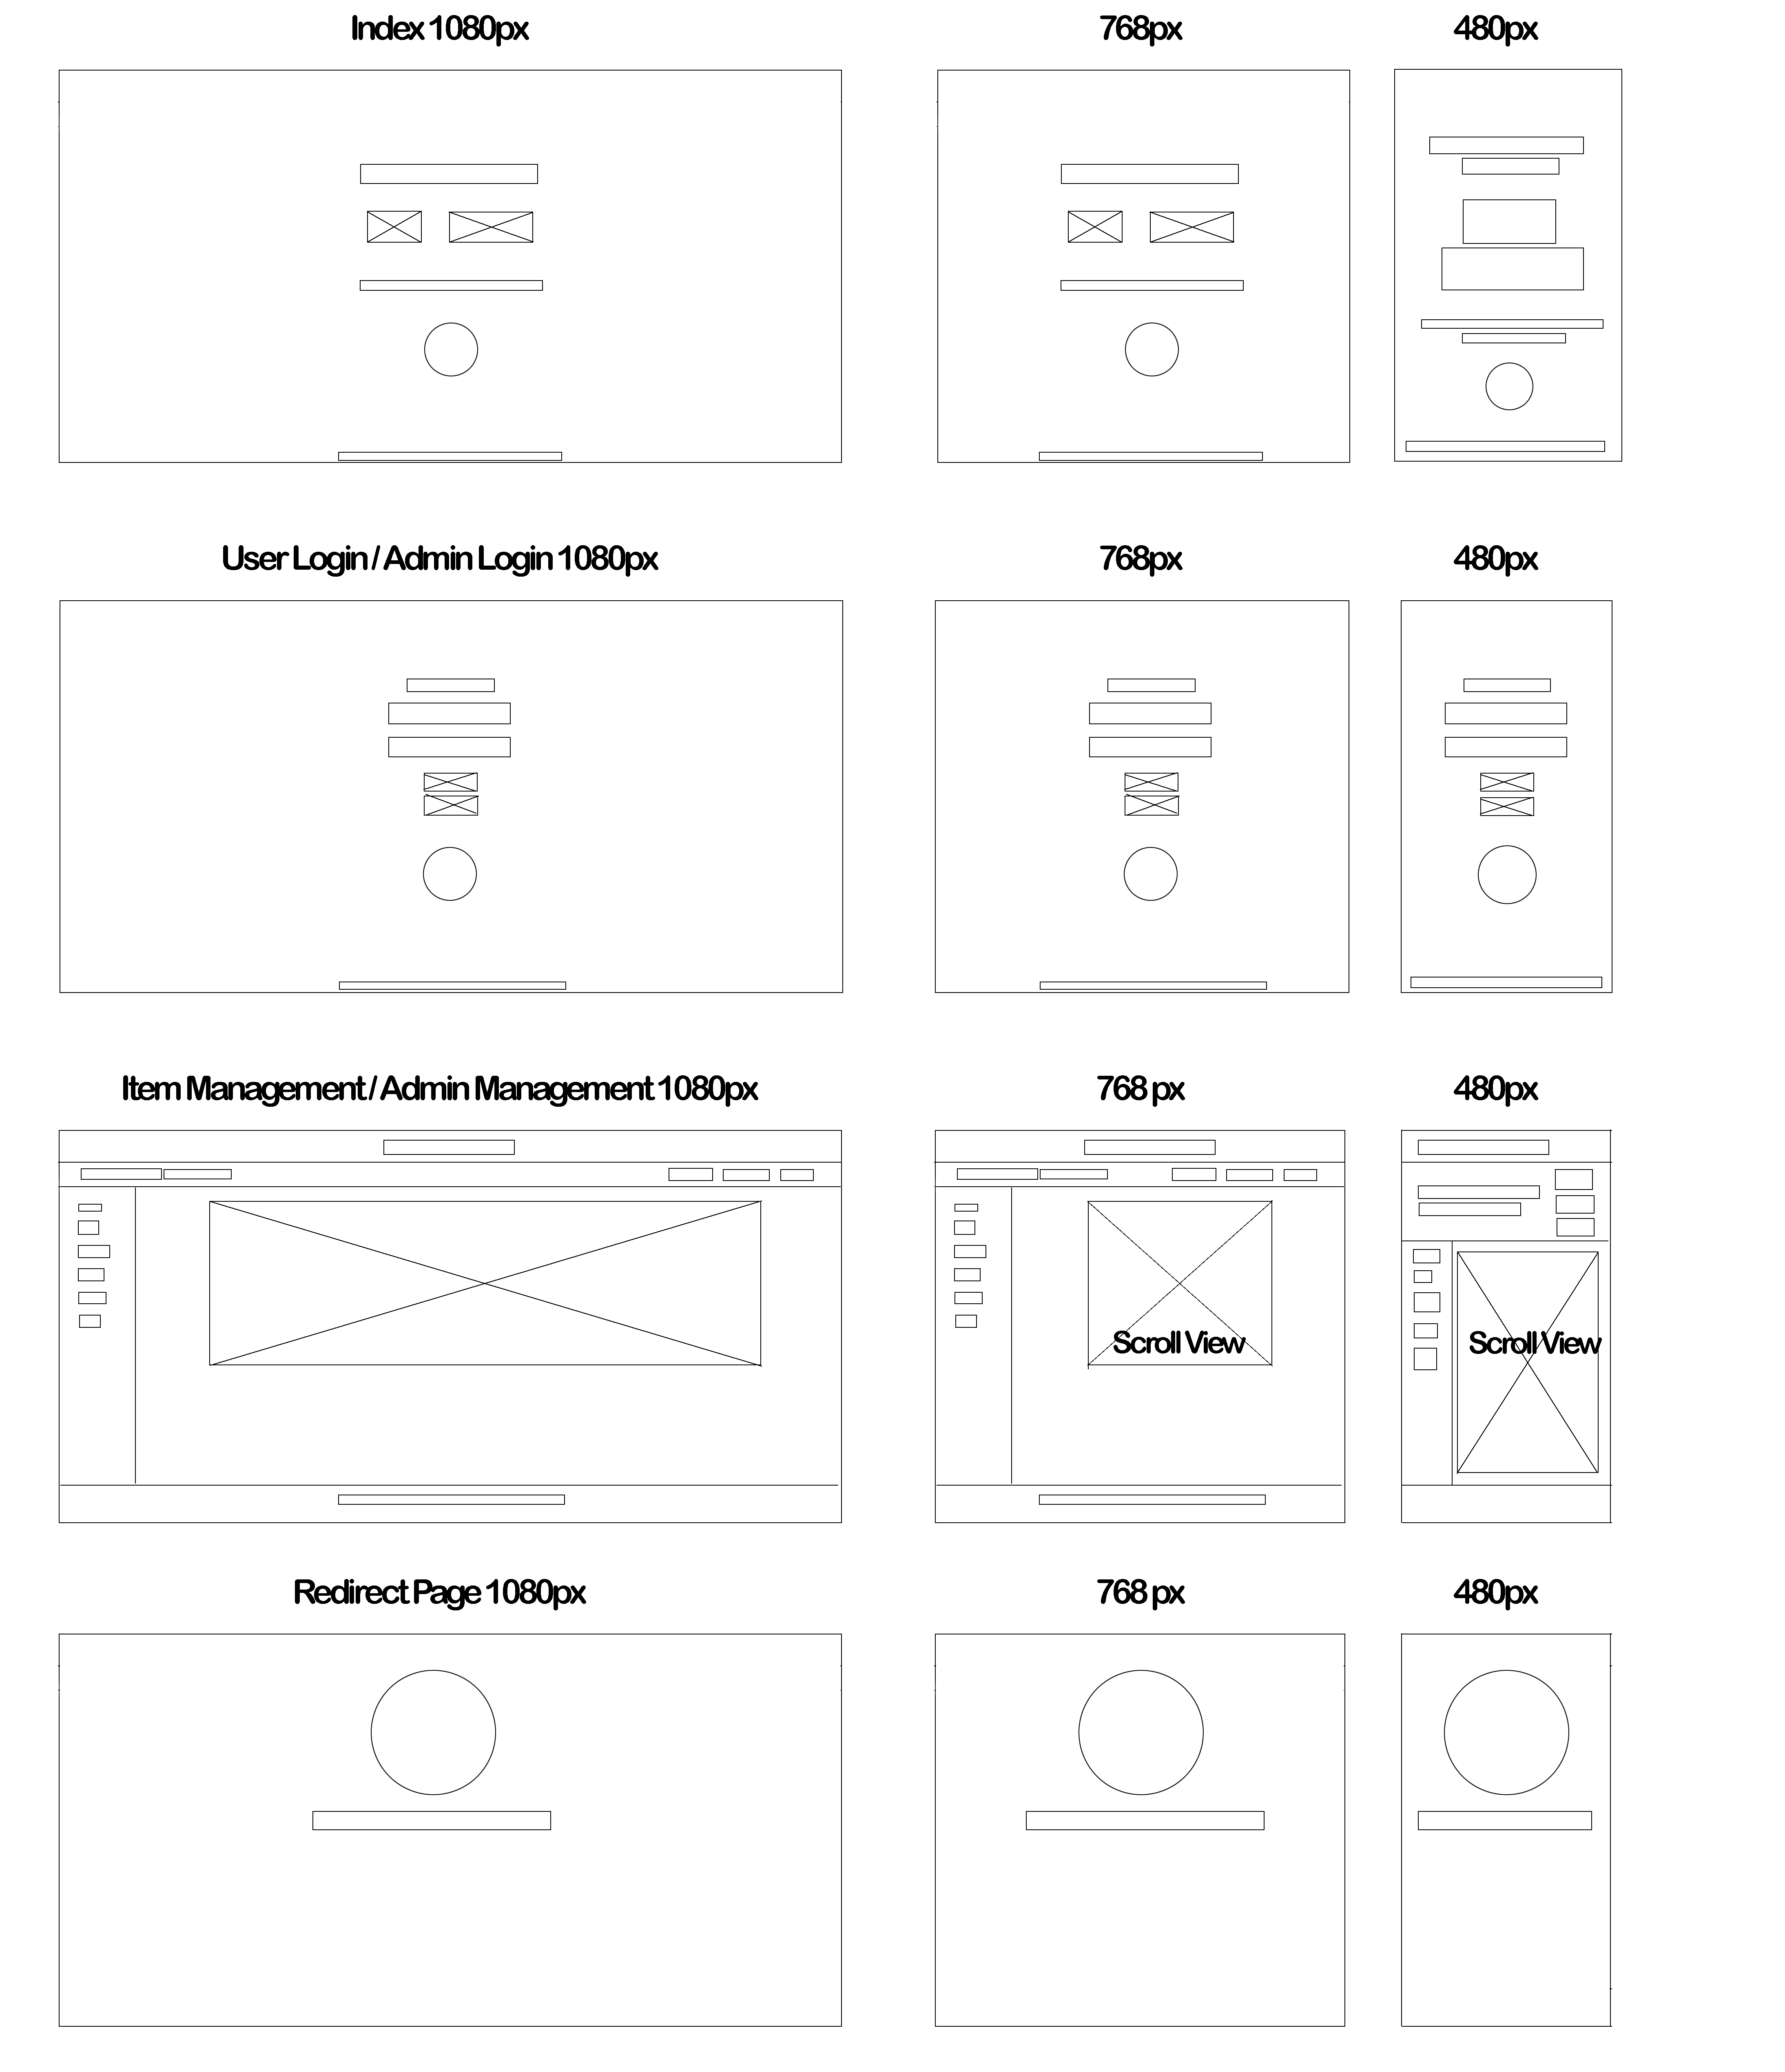 Index 1080px
768px
480px
User Login / Admin Login 1080px
768px
480px
Item Management / Admin Management 1080px
768 px
480px
Scroll View
Scroll View
Redirect Page 1080px
768 px
480px